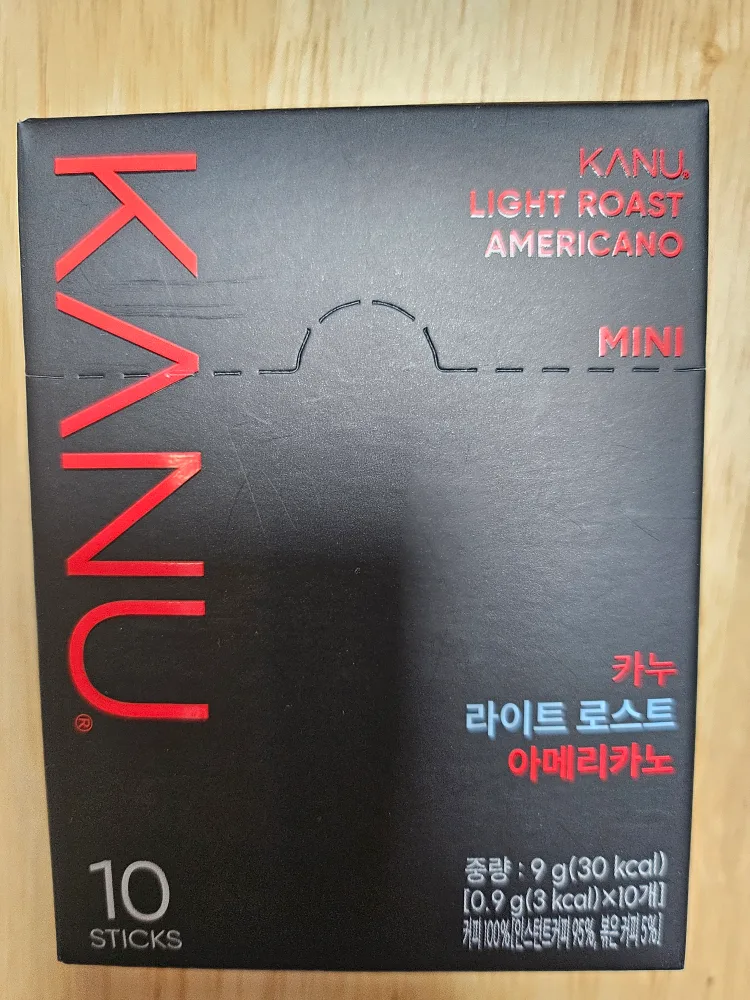 KANU®
KANU®
LIGHT ROAST
AMERICANO
MINI
카누
라이트 로스트
아메리카노
10
STICKS
중량 : 9 g(30 kcal)
[0.9 g(3 kcal)×10개]
커피 100%[인스턴트커피 95%, 볶은커피 5%]